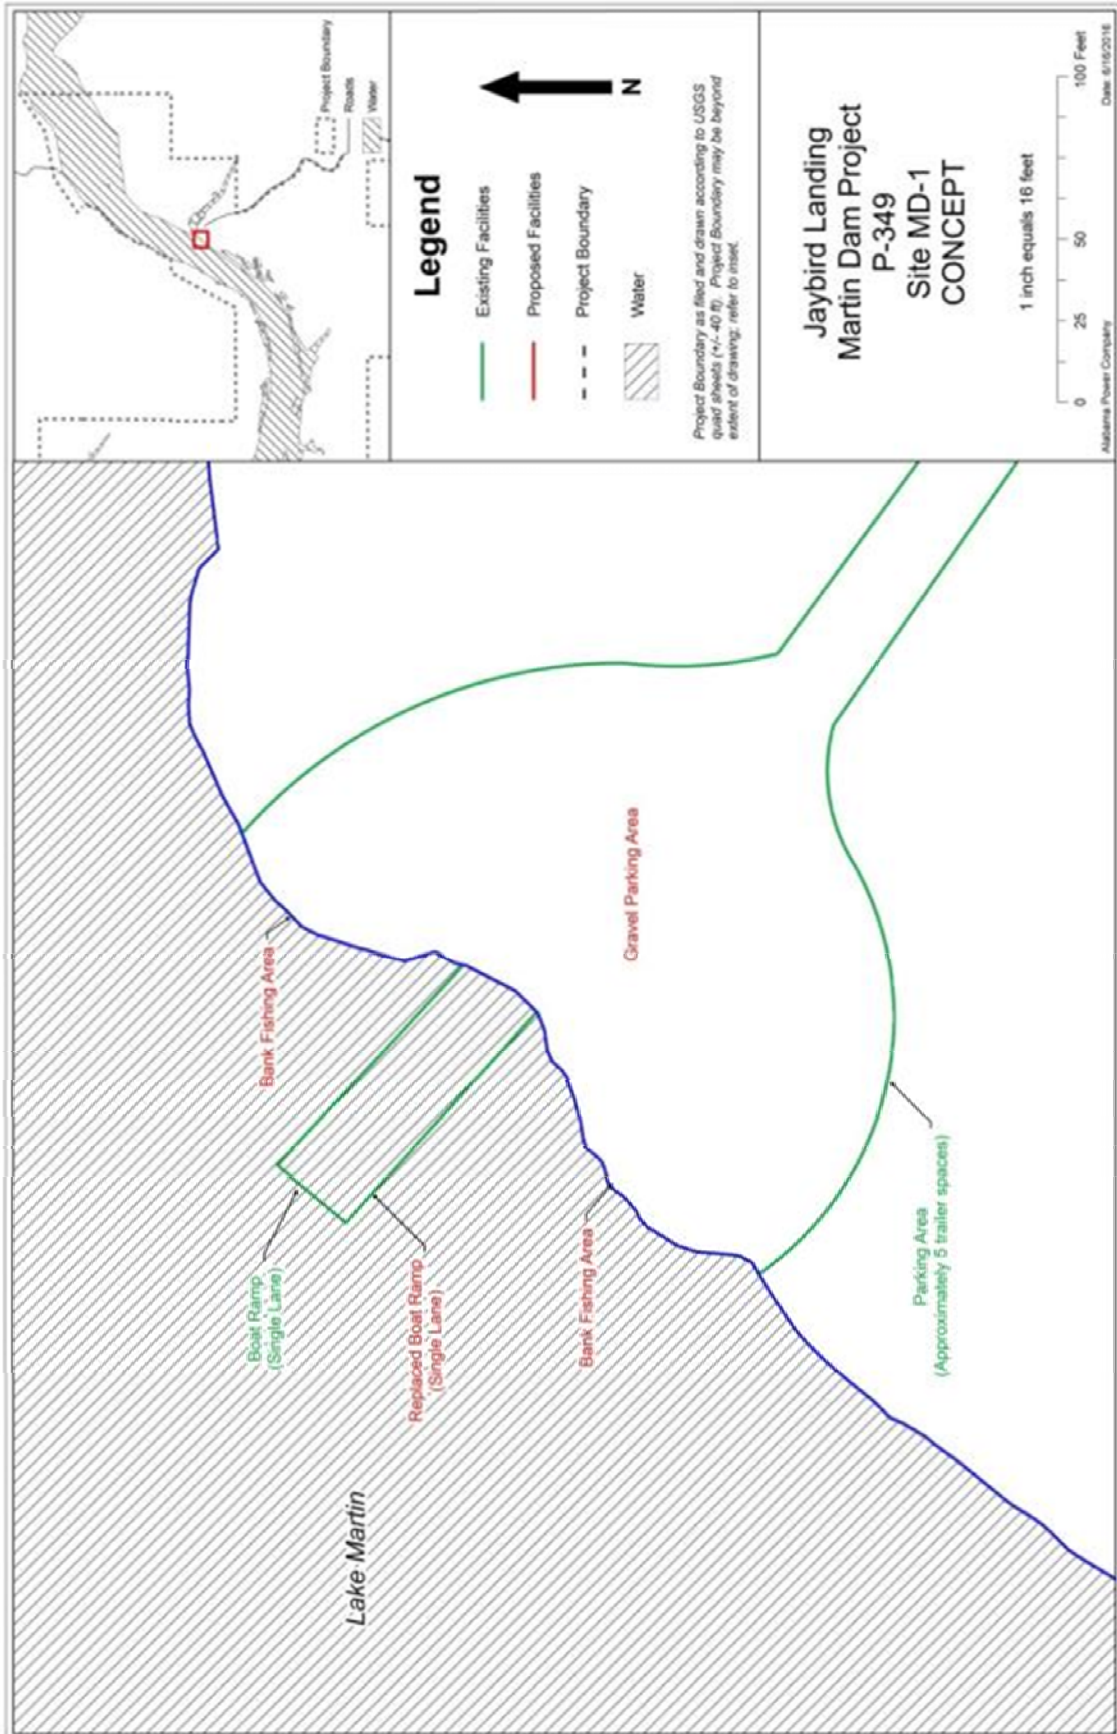 Lake Martin
Boat Ramp
(Single Lane)
Replaced Boat Ramp
(Single Lane)
Bank Fishing Area
Bank Fishing Area
Gravel Parking Area
Parking Area
(Approximately 5 trailer spaces)
Project Boundary
Roads
Water
Legend
Existing Facilities
Proposed Facilities
Project Boundary
Water
N
Project Boundary as filed and drawn according to USGS
quad sheets (+/- 40 ft). Project Boundary may be beyond
extent of drawing; refer to inset.
Jaybird Landing
Martin Dam Project
P-349
Site MD-1
CONCEPT
1 inch equals 16 feet
0 25 50 100 Feet
Alabama Power Company
Date: 6/16/2016